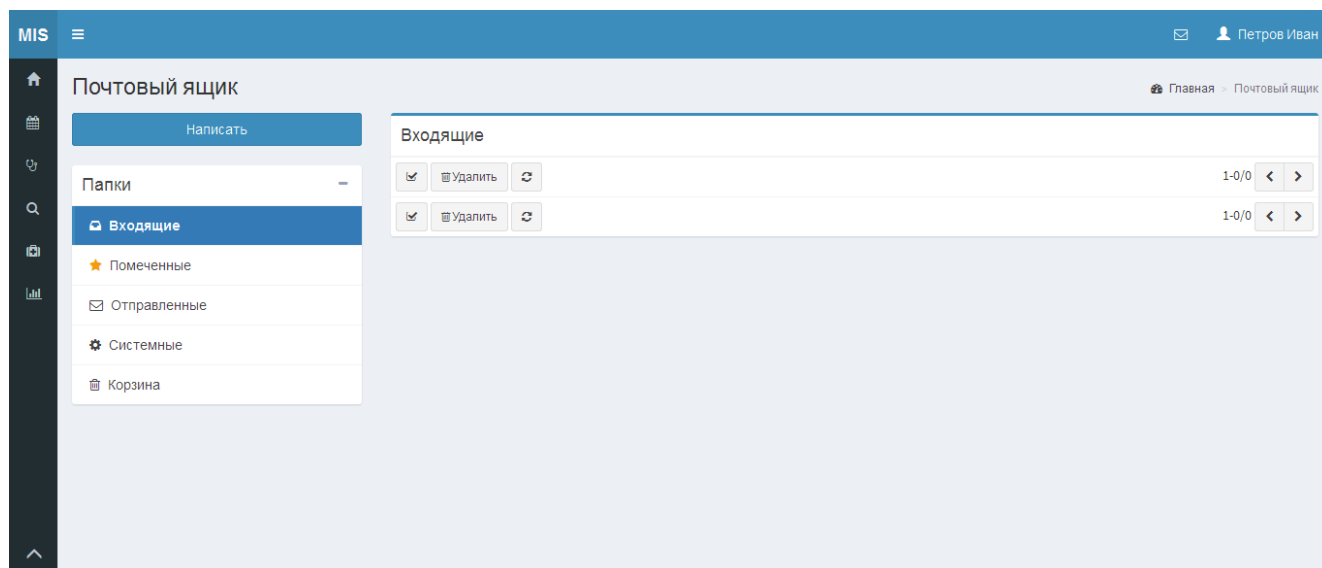 MIS
Петров Иван
Почтовый ящик
Главная > Почтовый ящик
Написать
Входящие
Папки
Удалить
1-0/0
Входящие
Удалить
1-0/0
Помеченные
Отправленные
Системные
Корзина